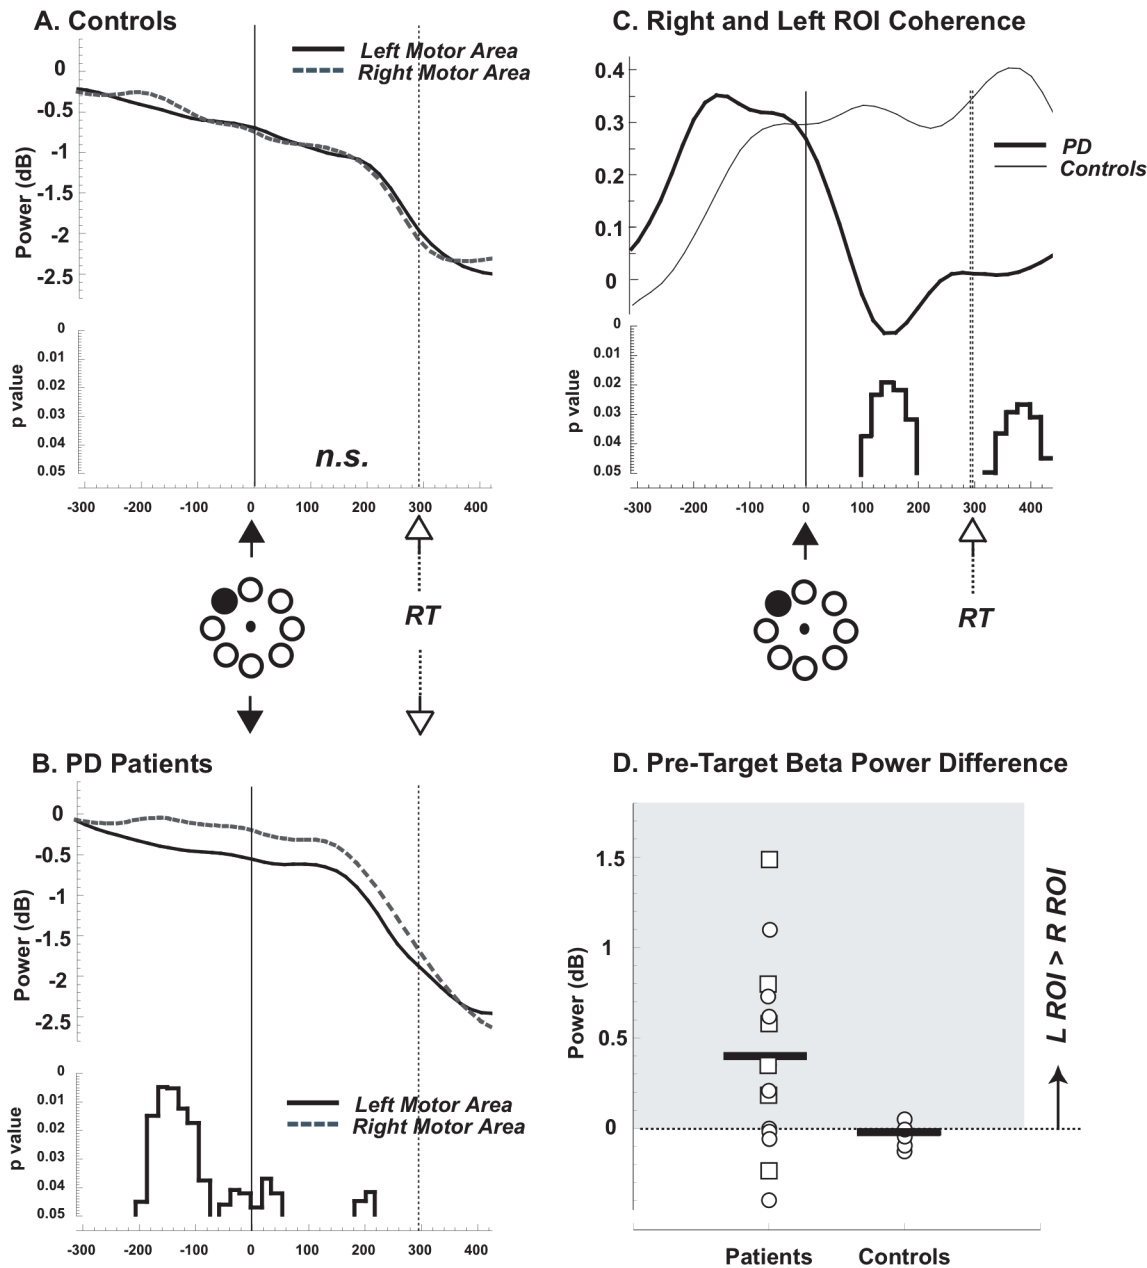 A. Controls
Left Motor Area
Right Motor Area
Power (dB)
0
-0.5
-1
-1.5
-2
-2.5
p value
0
0.01
0.02
0.03
0.04
0.05
n.s.
-300 -200 -100 0 100 200 300 400
RT
B. PD Patients
Power (dB)
0
-0.5
-1
-1.5
-2
-2.5
p value
0
0.01
0.02
0.03
0.04
0.05
Left Motor Area
Right Motor Area
-300 -200 -100 0 100 200 300 400
C. Right and Left ROI Coherence
0.4
0.3
0.2
0.1
0
PD
Controls
p value
0
0.01
0.02
0.03
0.04
0.05
-300 -200 -100 0 100 200 300 400
RT
D. Pre-Target Beta Power Difference
Power (dB)
1.5
1
0.5
0
L ROI > R ROI
Patients Controls